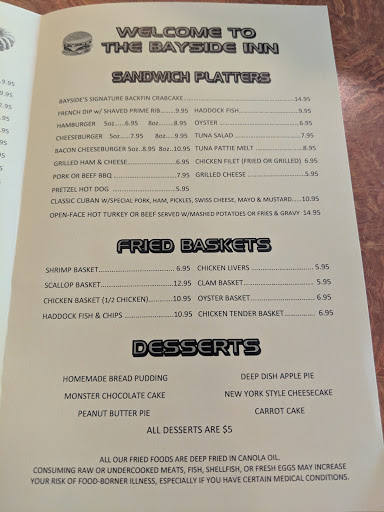 WELCOME TO
THE BAYSIDE INN
SANDWICH PLATTERS
BAYSIDE'S SIGNATURE BACKFIN CRABCAKE...14.95
FRENCH DIP w/ SHAVED PRIME RIB...9.95 HADDOCK FISH...9.95
HAMBURGER 5oz...6.95 8oz...8.95 OYSTER...6.95
CHEESEBURGER 5oz...7.95 8oz...9.95 TUNA SALAD...7.95
BACON CHEESEBURGER 5oz..8.95 8oz..10.95 TUNA PATTIE MELT...8.95
GRILLED HAM & CHEESE...6.95 CHICKEN FILET (FRIED OR GRILLED) 6.95
PORK OR BEEF BBQ...7.95 GRILLED CHEESE...5.95
PRETZEL HOT DOG...5.95
CLASSIC CUBAN W/SPECIAL PORK, HAM, PICKLES, SWISS CHEESE, MAYO & MUSTARD.....10.95
OPEN-FACE HOT TURKEY OR BEEF SERVED W/MASHED POTATOES OR FRIES & GRAVY 14.95
FRIED BASKETS
SHRIMP BASKET...6.95 CHICKEN LIVERS...5.95
SCALLOP BASKET...12.95 CLAM BASKET...5.95
CHICKEN BASKET (1/2 CHICKEN)...10.95 OYSTER BASKET...6.95
HADDOCK FISH & CHIPS...10.95 CHICKEN TENDER BASKET...6.95
DESSERTS
HOMEMADE BREAD PUDDING DEEP DISH APPLE PIE
MONSTER CHOCOLATE CAKE NEW YORK STYLE CHEESECAKE
PEANUT BUTTER PIE CARROT CAKE
ALL DESSERTS ARE $5
ALL OUR FRIED FOODS ARE DEEP FRIED IN CANOLA OIL.
CONSUMING RAW OR UNDERCOOKED MEATS, FISH, SHELLFISH, OR FRESH EGGS MAY INCREASE
YOUR RISK OF FOOD-BORNER ILLNESS, ESPECIALLY IF YOU HAVE CERTAIN MEDICAL CONDITIONS.